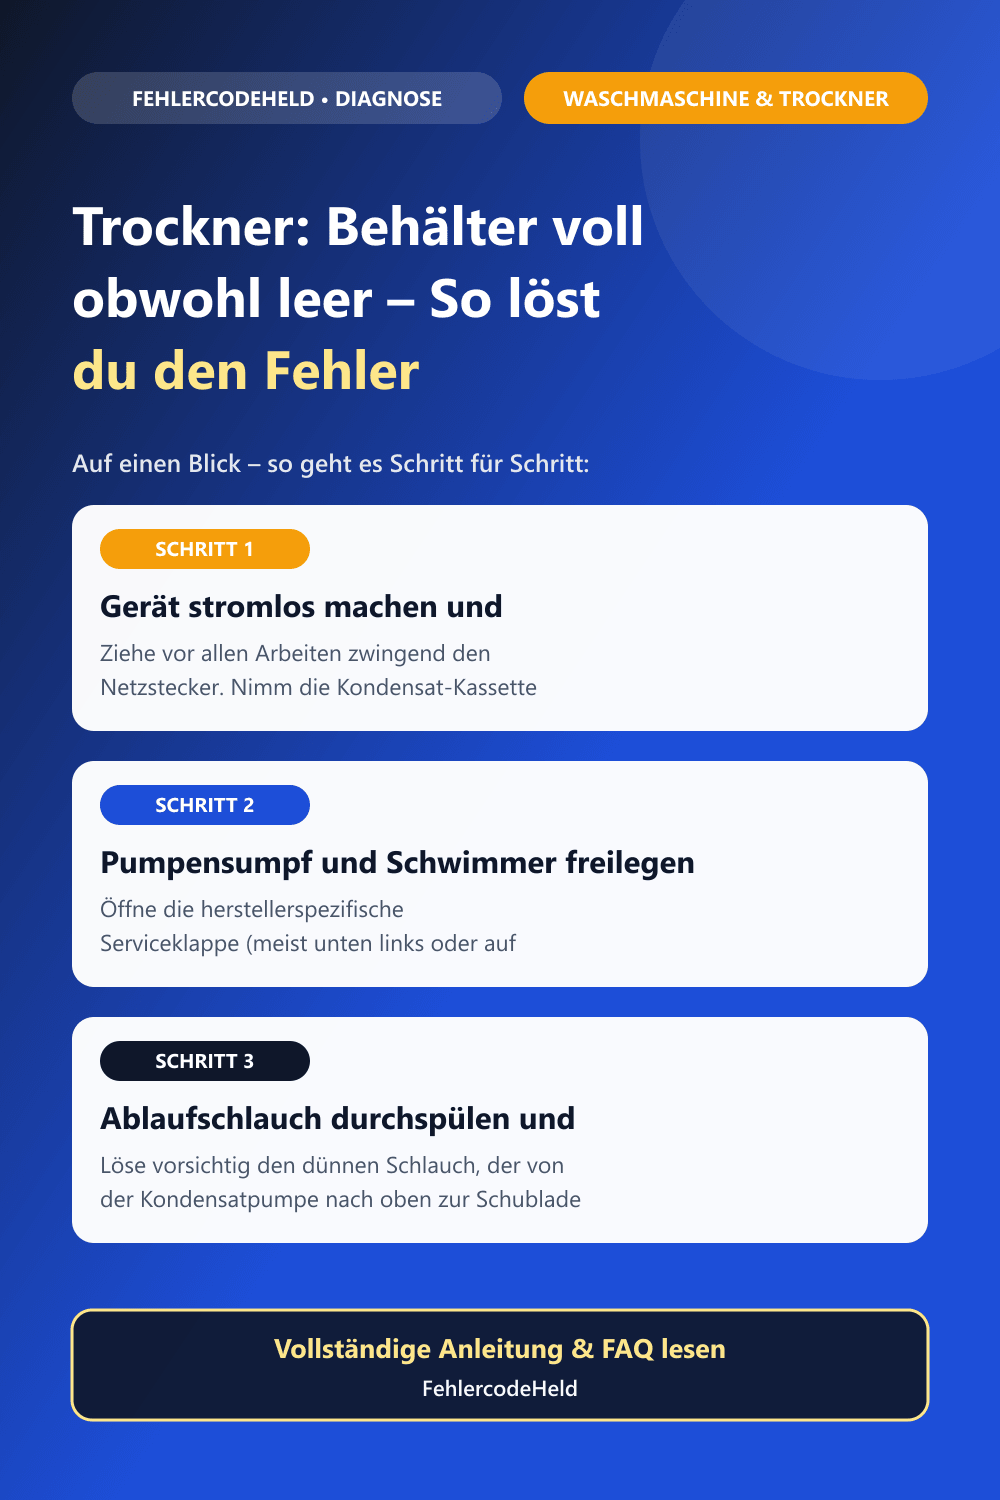 FEHLERCODEHELD • DIAGNOSE
WASCHMASCHINE & TROCKNER
Trockner: Behälter voll
obwohl leer – So löst
du den Fehler
Auf einen Blick – so geht es Schritt für Schritt:
SCHRITT 1
Gerät stromlos machen und
Ziehe vor allen Arbeiten zwingend den
Netzstecker. Nimm die Kondensat-Kassette
SCHRITT 2
Pumpensumpf und Schwimmer freilegen
Öffne die herstellerspezifische
Serviceklappe (meist unten links oder auf
SCHRITT 3
Ablaufschlauch durchspülen und
Löse vorsichtig den dünnen Schlauch, der von
der Kondensatpumpe nach oben zur Schublade
Vollständige Anleitung & FAQ lesen
FehlercodeHeld